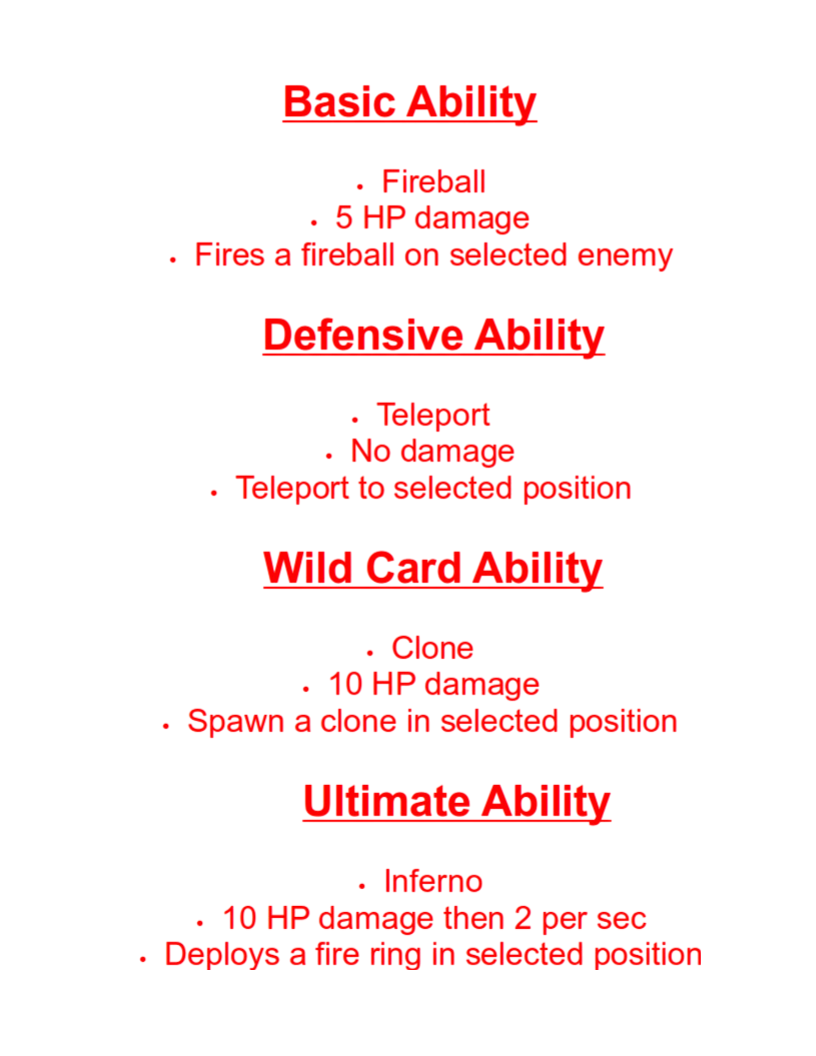 Basic Ability
• Fireball
• 5 HP damage
• Fires a fireball on selected enemy
Defensive Ability
• Teleport
• No damage
• Teleport to selected position
Wild Card Ability
• Clone
• 10 HP damage
• Spawn a clone in selected position
Ultimate Ability
• Inferno
• 10 HP damage then 2 per sec
• Deploys a fire ring in selected position